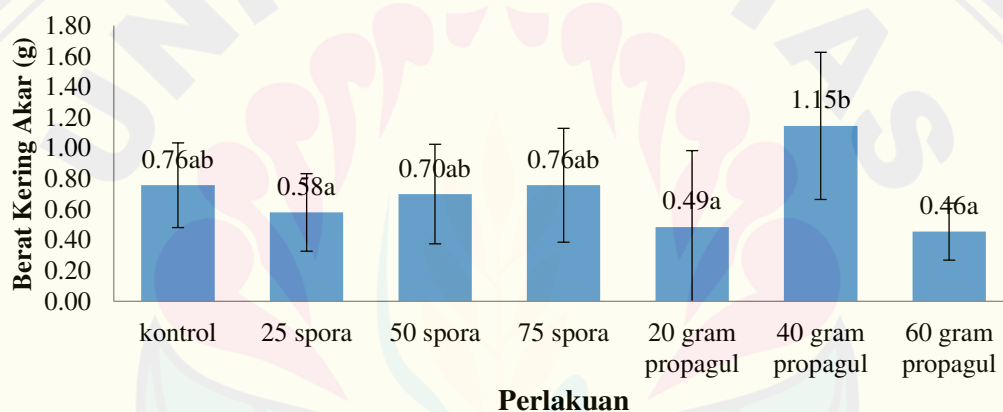 UNIVERSITAS
Berat Kering Akar (g)
1.80
1.60
1.40
1.20
1.00
0.80
0.60
0.40
0.20
0.00
0.76ab
0.58a
0.70ab
0.76ab
0.49a
1.15b
0.46a
kontrol
25 spora
50 spora
75 spora
20 gram
propagul
40 gram
propagul
60 gram
propagul
Perlakuan